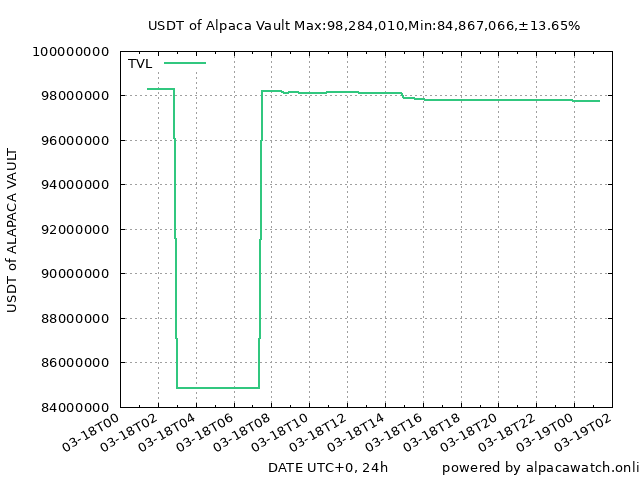 USDT of Alpaca Vault Max:98,284,010,Min:84,867,066,±13.65%
TVL
100000000
98000000
96000000
94000000
92000000
90000000
88000000
86000000
84000000
USDT of ALAPACA VAULT
03-18T00
03-18T02
03-18T04
03-18T06
03-18T08
03-18T10
03-18T12
03-18T14
03-18T16
03-18T18
03-18T20
03-18T22
03-19T00
03-19T02
DATE UTC+0, 24h
powered by alpacawatch.onli